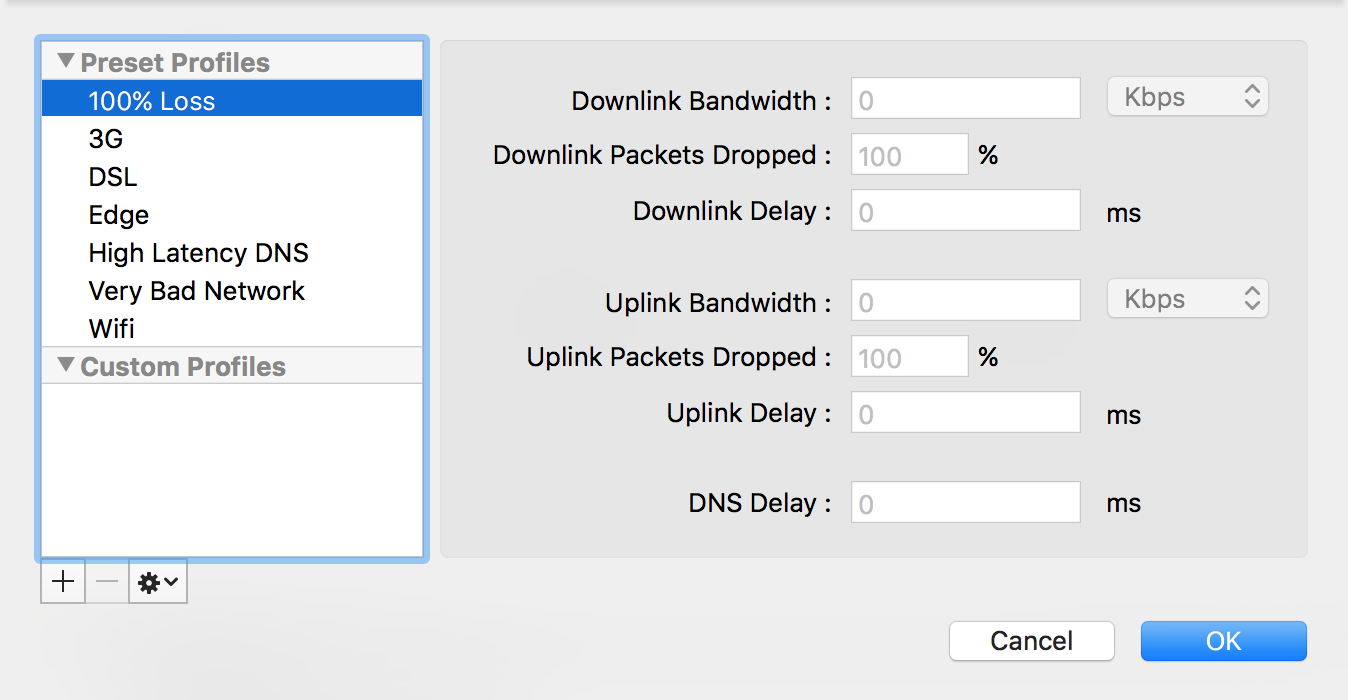 Preset Profiles
100% Loss
3G
DSL
Edge
High Latency DNS
Very Bad Network
Wifi
Custom Profiles
Downlink Bandwidth : 0 Kbps
Downlink Packets Dropped : 100 %
Downlink Delay : 0 ms
Uplink Bandwidth : 0 Kbps
Uplink Packets Dropped : 100 %
Uplink Delay : 0 ms
DNS Delay : 0 ms
Cancel OK